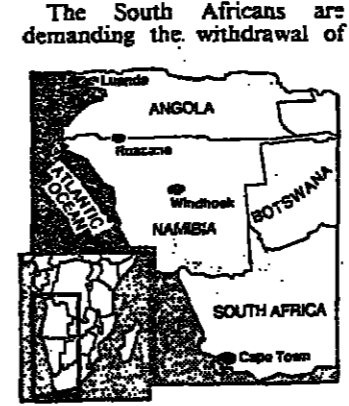 The South Africans are
demanding the withdrawal of
Luanda
ANGOLA
Ruacana
ATLANTIC
OCEAN
Windhoek
BOTSWANA
NAMIBIA
SOUTH AFRICA
Cape Town